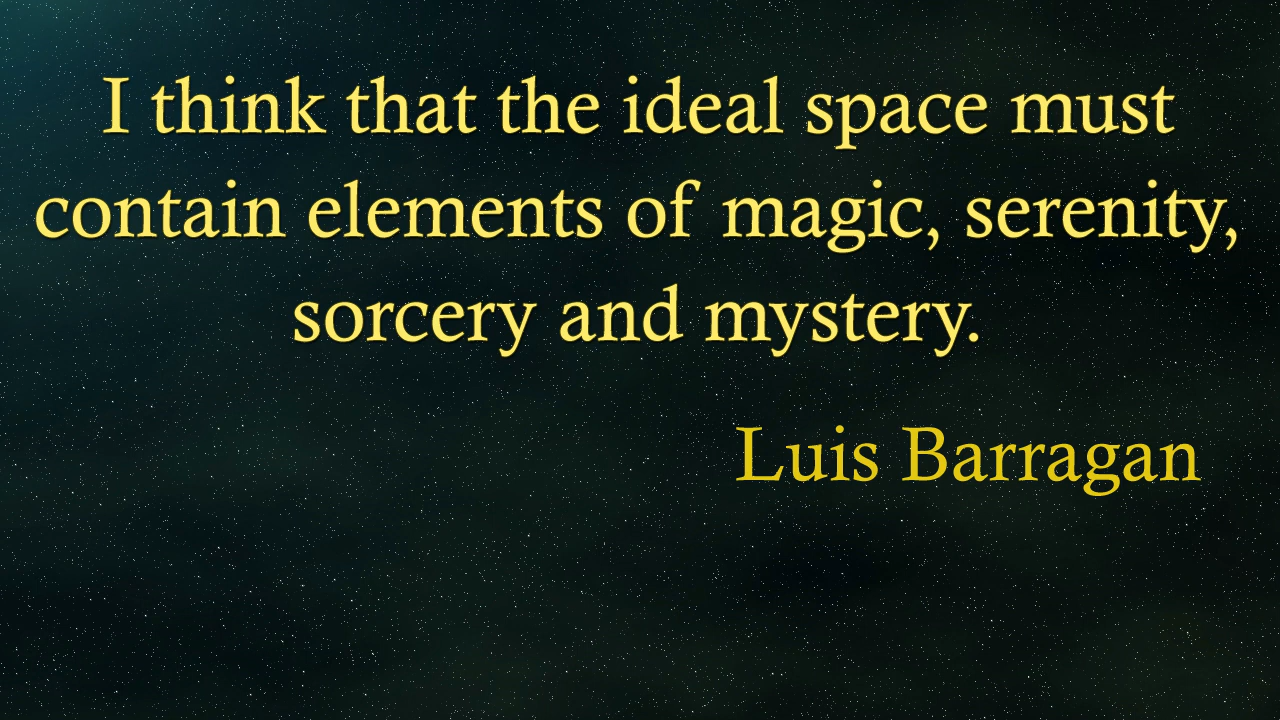 I think that the ideal space must
contain elements of magic, serenity,
sorcery and mystery.
Luis Barragan